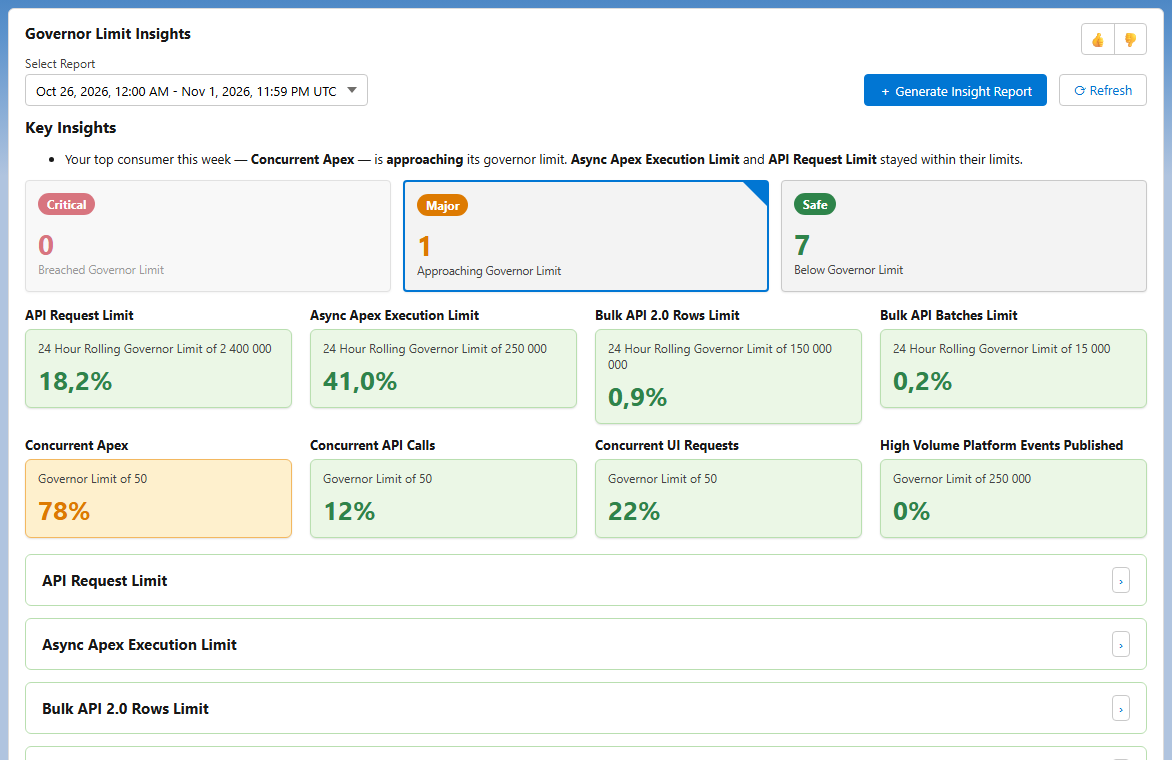 Governor Limit Insights
Select Report
Oct 26, 2026, 12:00 AM - Nov 1, 2026, 11:59 PM UTC
+ Generate Insight Report
Refresh
Key Insights
• Your top consumer this week — Concurrent Apex — is approaching its governor limit. Async Apex Execution Limit and API Request Limit stayed within their limits.
Critical
0
Breached Governor Limit
Major
1
Approaching Governor Limit
Safe
7
Below Governor Limit
API Request Limit
24 Hour Rolling Governor Limit of 2 400 000
18,2%
Async Apex Execution Limit
24 Hour Rolling Governor Limit of 250 000
41,0%
Bulk API 2.0 Rows Limit
24 Hour Rolling Governor Limit of 150 000
000
0,9%
Bulk API Batches Limit
24 Hour Rolling Governor Limit of 15 000
0,2%
Concurrent Apex
Governor Limit of 50
78%
Concurrent API Calls
Governor Limit of 50
12%
Concurrent UI Requests
Governor Limit of 50
22%
High Volume Platform Events Published
Governor Limit of 250 000
0%
API Request Limit
Async Apex Execution Limit
Bulk API 2.0 Rows Limit